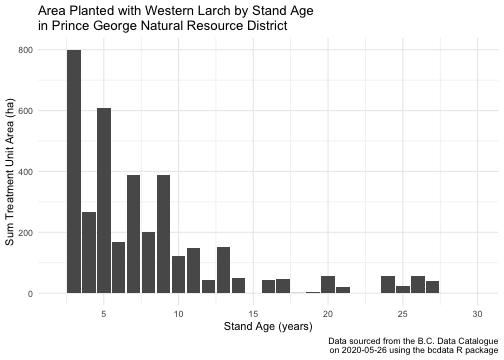 Area Planted with Western Larch by Stand Age
in Prince George Natural Resource District
Sum Treatment Unit Area (ha)
800
600
400
200
0
5
10
15
20
25
30
Stand Age (years)
Data sourced from the B.C. Data Catalogue
on 2020-05-26 using the bcdata R package